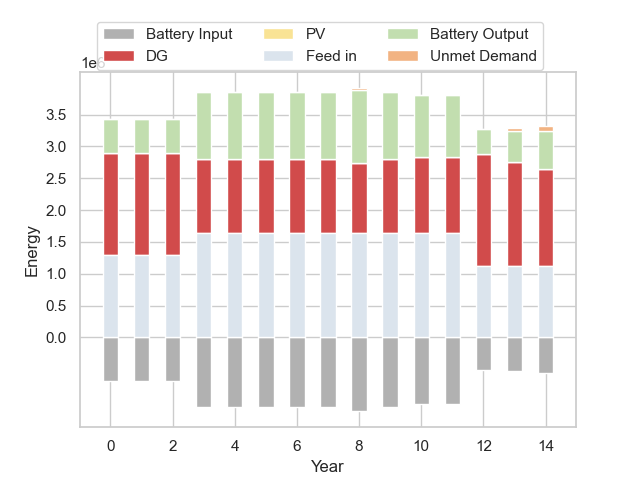 Battery Input PV Battery Output
DG Feed in Unmet Demand
1e6
3.5
3.0
2.5
2.0
1.5
1.0
0.5
0.0
Energy
0 2 4 6 8 10 12 14
Year